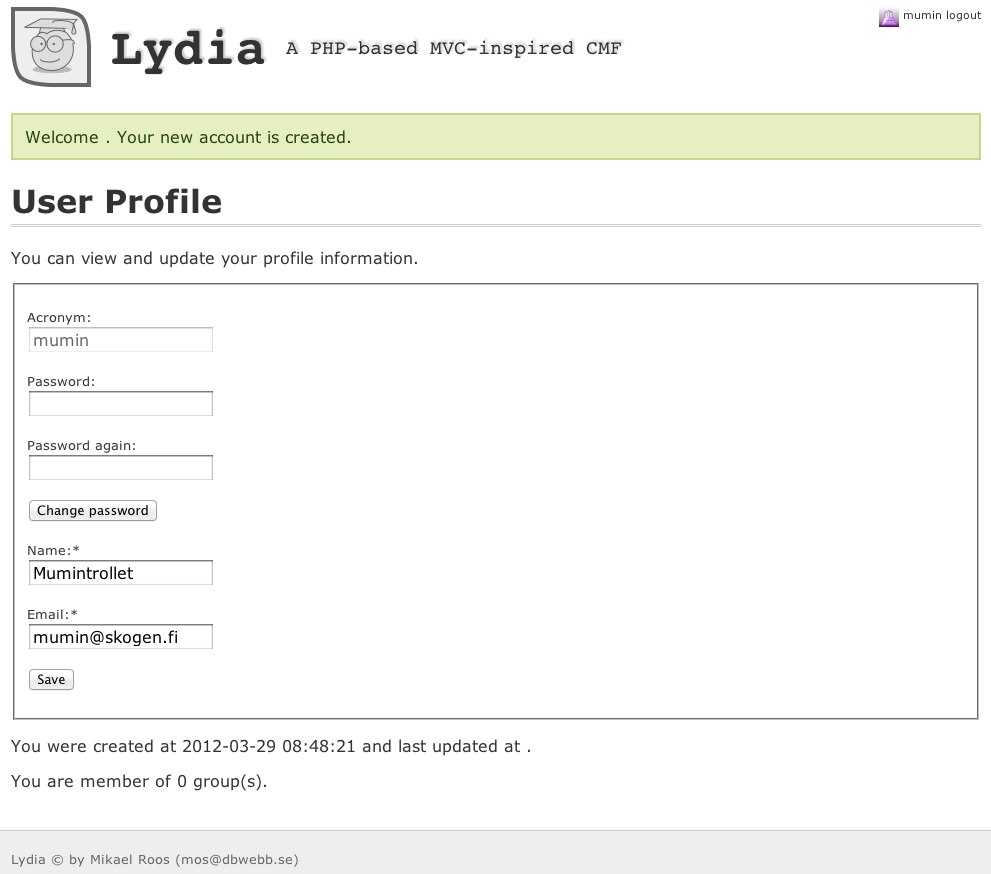 mumin logout
Lydia A PHP-based MVC-inspired CMF
Welcome . Your new account is created.
User Profile
You can view and update your profile information.
Acronym:
mumin
Password:
Password again:
Change password
Name:*
Mumintrollet
Email:*
mumin@skogen.fi
Save
You were created at 2012-03-29 08:48:21 and last updated at .
You are member of 0 group(s).
Lydia © by Mikael Roos (mos@dbwebb.se)